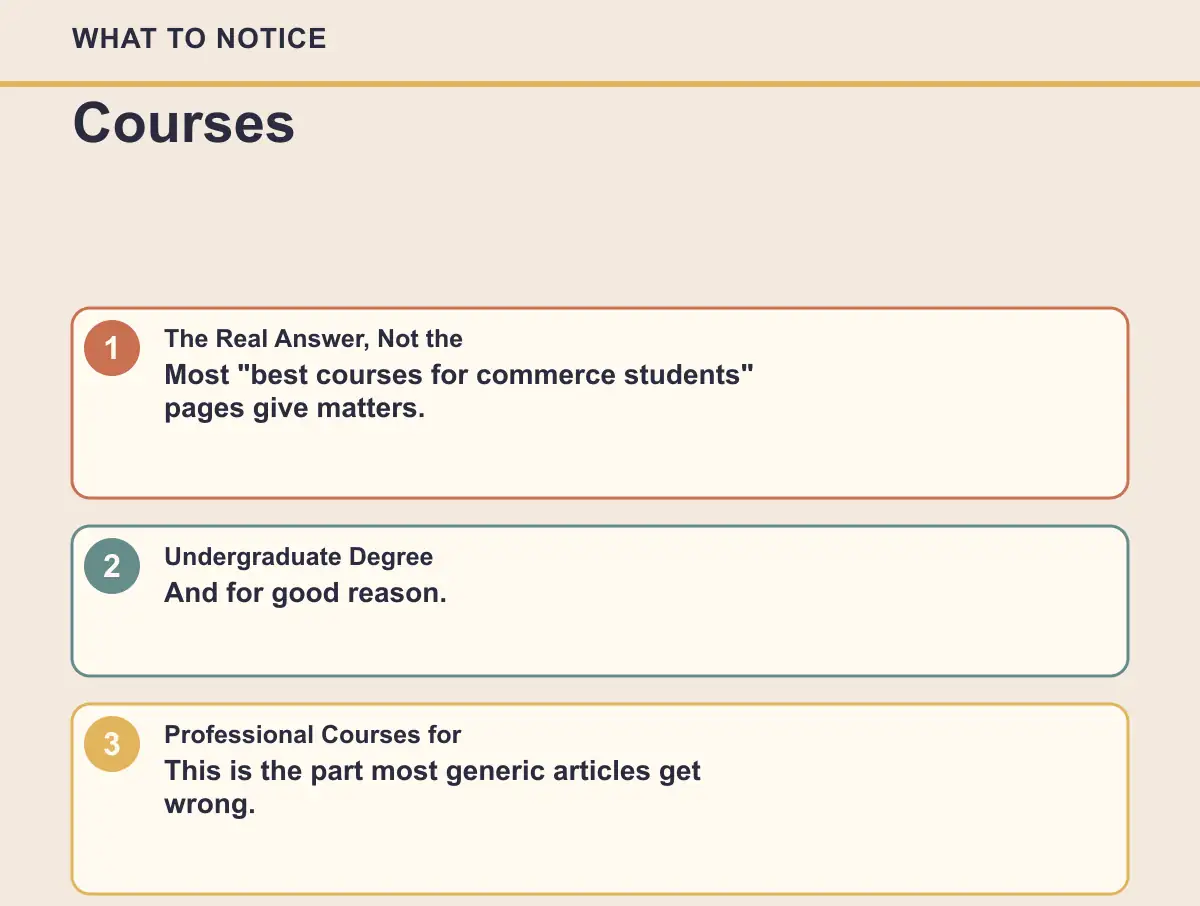 WHAT TO NOTICE
Courses
1
The Real Answer, Not the
Most "best courses for commerce students"
pages give matters.
2
Undergraduate Degree
And for good reason.
3
Professional Courses for
This is the part most generic articles get
wrong.